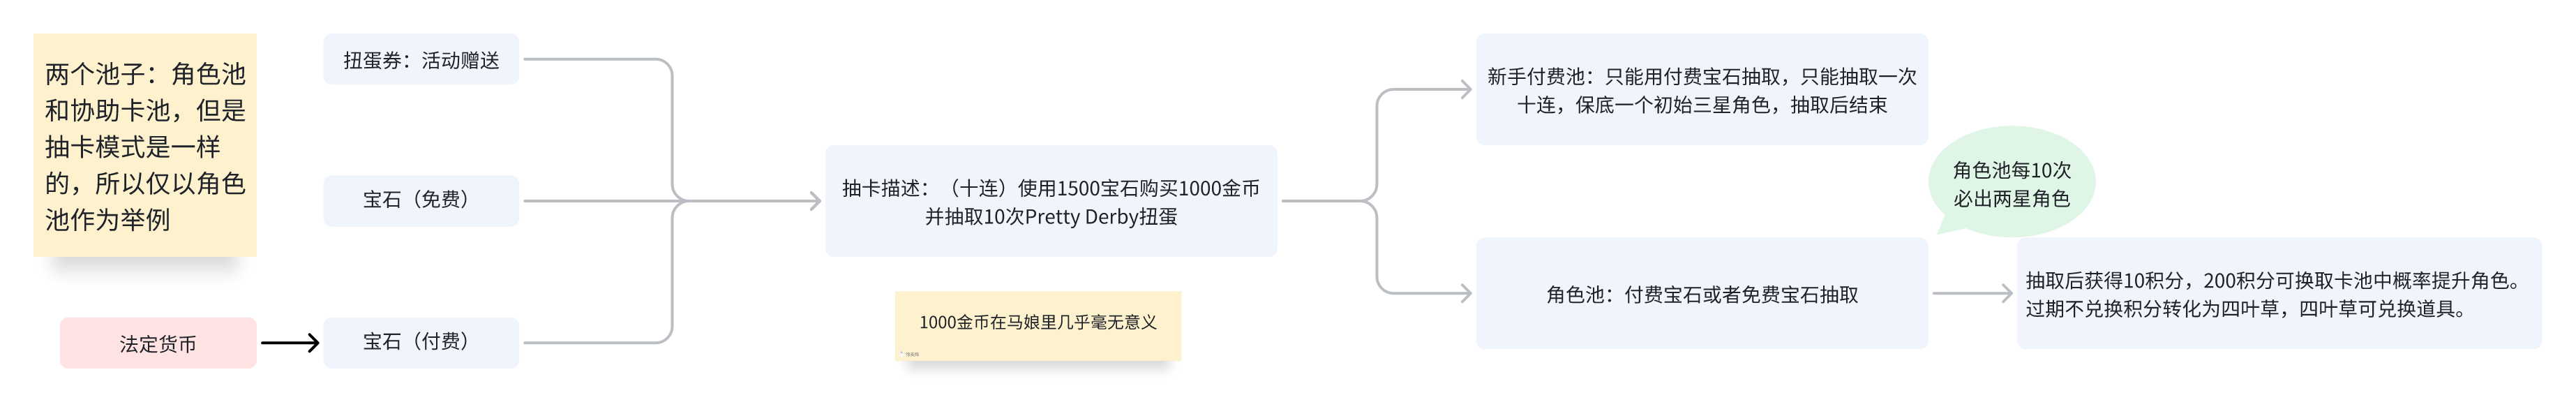 两个池子：角色池
和协助卡池，但是
抽卡模式是一样
的，所以仅以角色
池作为举例
扭蛋券：活动赠送
宝石（免费）
法定货币
宝石（付费）
抽卡描述：（十连）使用1500宝石购买1000金币
并抽取10次Pretty Derby扭蛋
1000金币在马娘里几乎毫无意义
新手付费池：只能用付费宝石抽取，只能抽取一次
十连，保底一个初始三星角色，抽取后结束
角色池每10次
必出两星角色
角色池：付费宝石或者免费宝石抽取
抽取后获得10积分，200积分可换取卡池中概率提升角色。
过期不兑换积分转化为四叶草，四叶草可兑换道具。